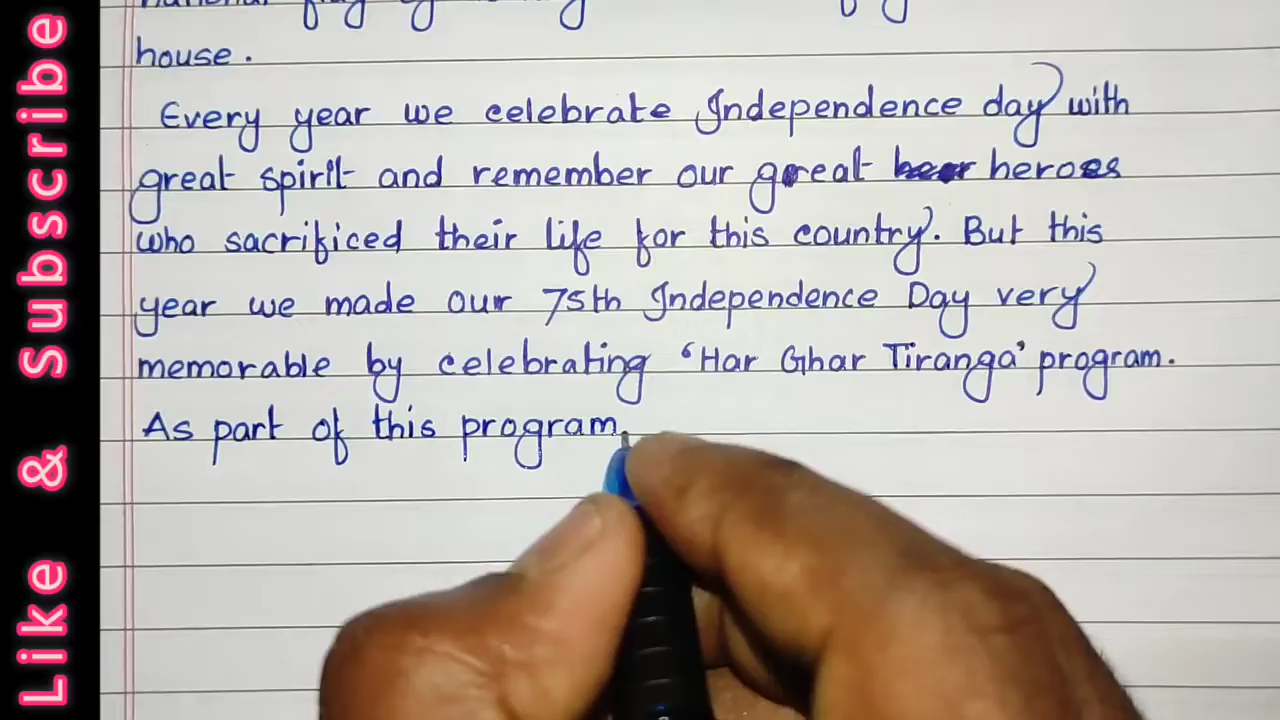 house.
Every year we celebrate Independence day with
great spirit and remember our great heroes
who sacrificed their life for this country. But this
year we made our 75th Independence Day very
memorable by celebrating 'Har Ghar Tiranga' program.
As part of this program,
Like & Subscribe